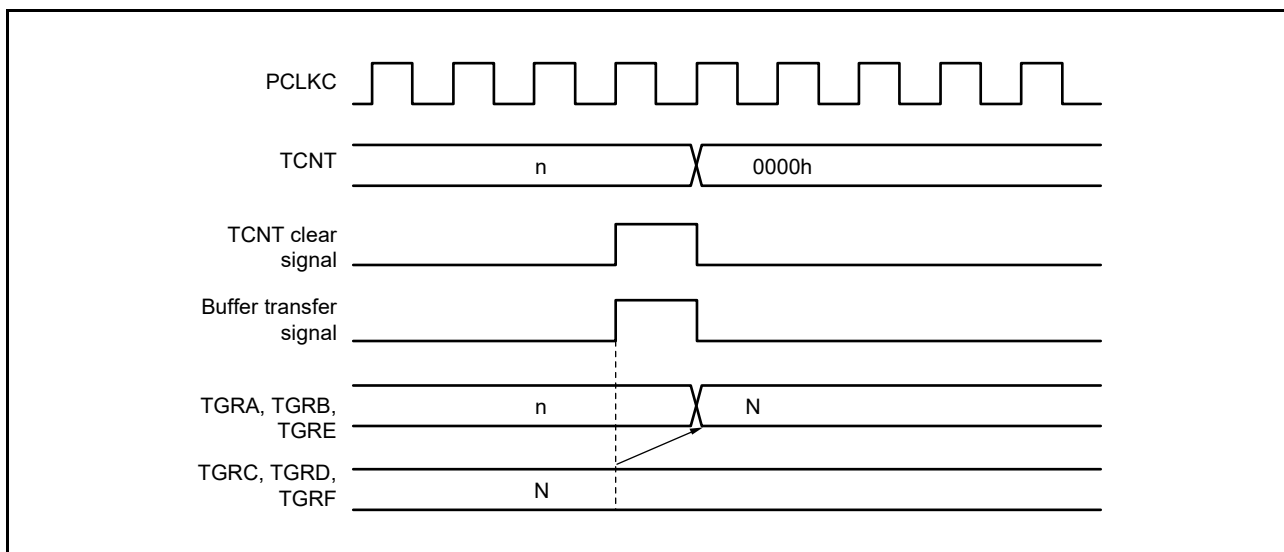 PCLKC
TCNT
n
0000h
TCNT clear
signal
Buffer transfer
signal
TGRA, TGRB,
TGRE
n
N
TGRC, TGRD,
TGRF
N